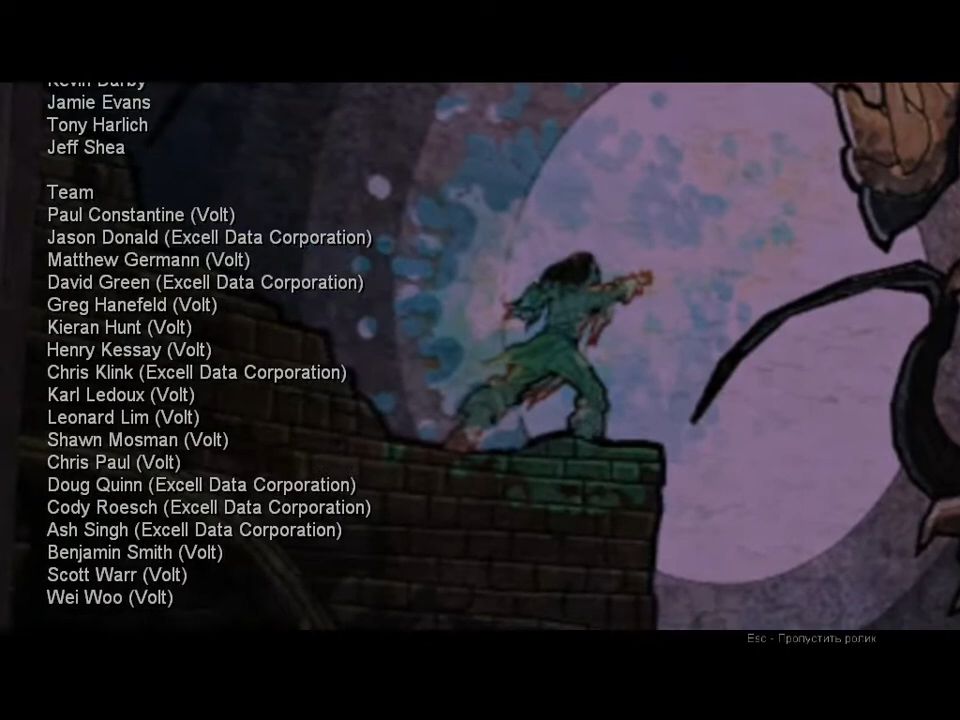 Kevin Darby
Jamie Evans
Tony Harlich
Jeff Shea
Team
Paul Constantine (Volt)
Jason Donald (Excell Data Corporation)
Matthew Germann (Volt)
David Green (Excell Data Corporation)
Greg Hanefeld (Volt)
Kieran Hunt (Volt)
Henry Kessay (Volt)
Chris Klink (Excell Data Corporation)
Karl Ledoux (Volt)
Leonard Lim (Volt)
Shawn Mosman (Volt)
Chris Paul (Volt)
Doug Quinn (Excell Data Corporation)
Cody Roesch (Excell Data Corporation)
Ash Singh (Excell Data Corporation)
Benjamin Smith (Volt)
Scott Warr (Volt)
Wei Woo (Volt)
Esc - Пропустить ролик